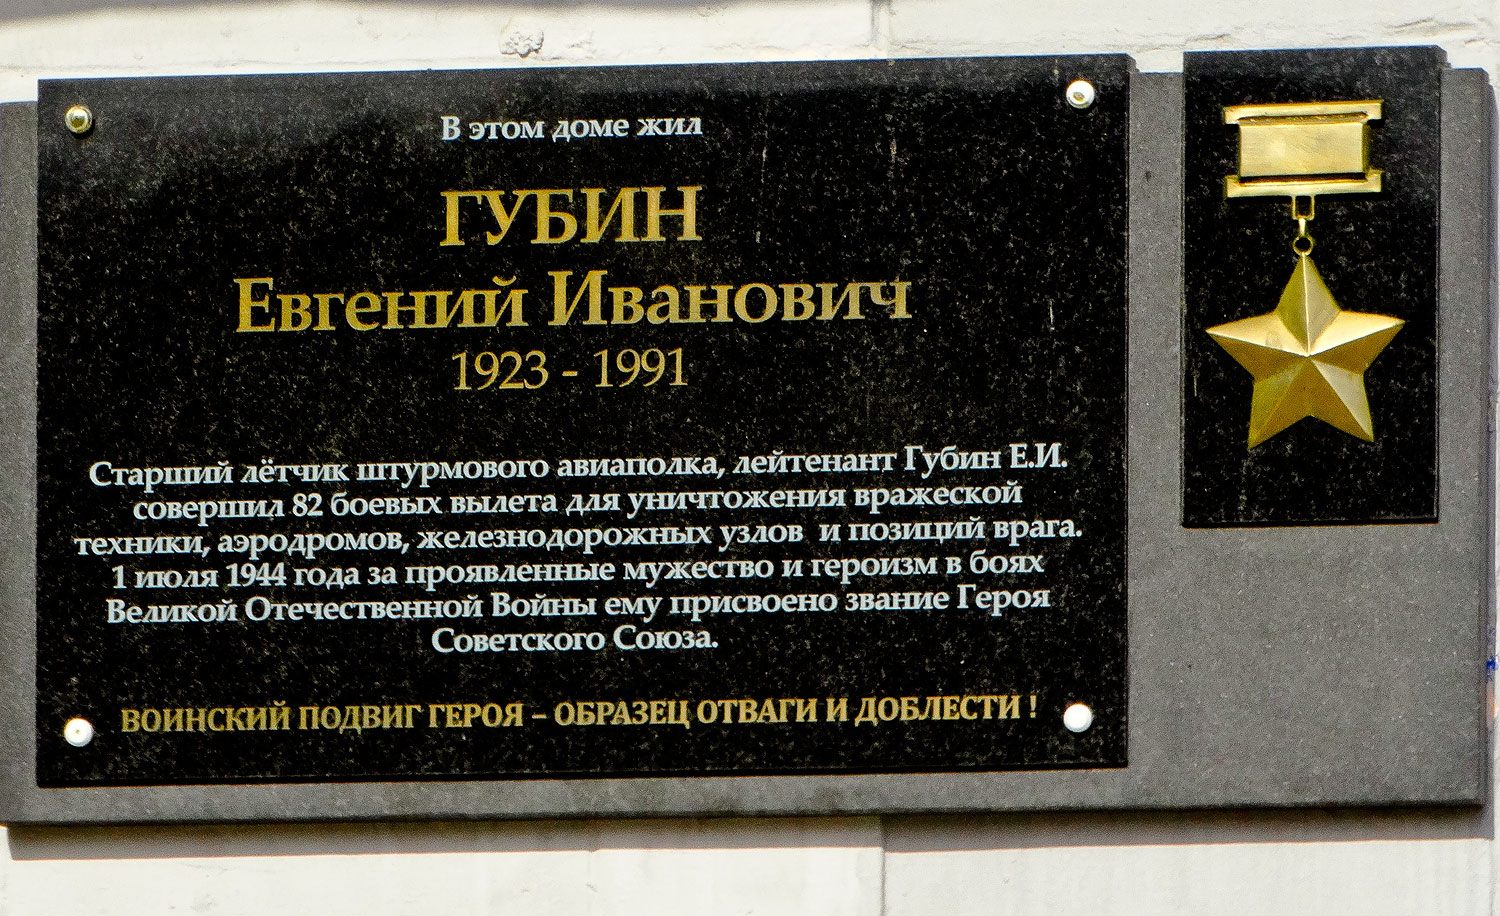 В этом доме жил
ГУБИН
Евгений Иванович
1923 - 1991
Старший лётчик штурмового авиаполка, лейтенант Губин Е.И.
совершил 82 боевых вылета для уничтожения вражеской
техники, аэродромов, железнодорожных узлов и позиций врага.
1 июля 1944 года за проявленные мужество и героизм в боях
Великой Отечественной Войны ему присвоено звание Героя
Советского Союза.
ВОИНСКИЙ ПОДВИГ ГЕРОЯ – ОБРАЗЕЦ ОТВАГИ И ДОБЛЕСТИ !